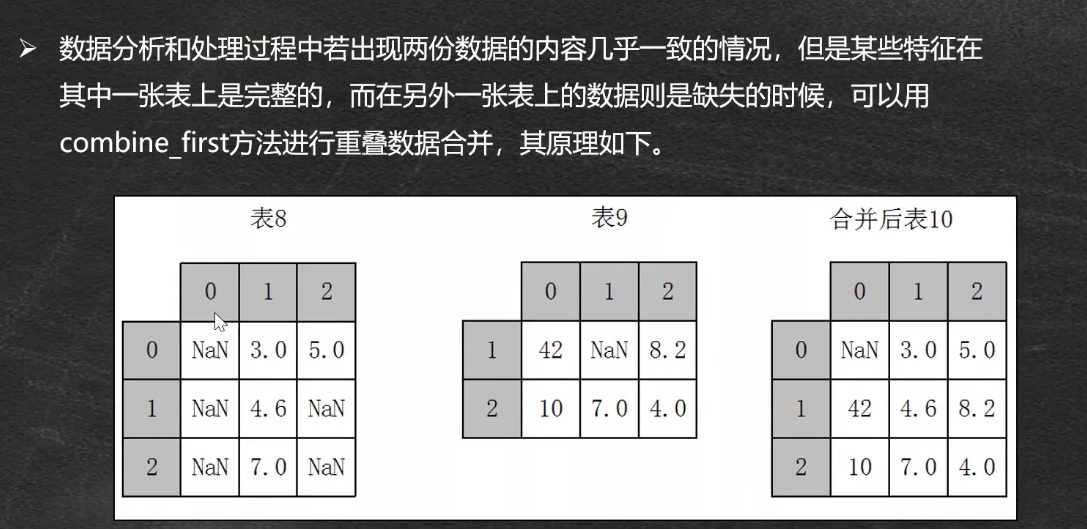 ➢ 数据分析和处理过程中若出现两份数据的内容几乎一致的情况，但是某些特征在
其中一张表上是完整的，而在另外一张表上的数据则是缺失的时候，可以用
combine_first方法进行重叠数据合并，其原理如下。
表8 表9 合并后表10
0 1 2 0 1 2 0 1 2
0 NaN 3.0 5.0 1 42 NaN 8.2 0 NaN 3.0 5.0
1 NaN 4.6 NaN 2 10 7.0 4.0 1 42 4.6 8.2
2 NaN 7.0 NaN 2 10 7.0 4.0